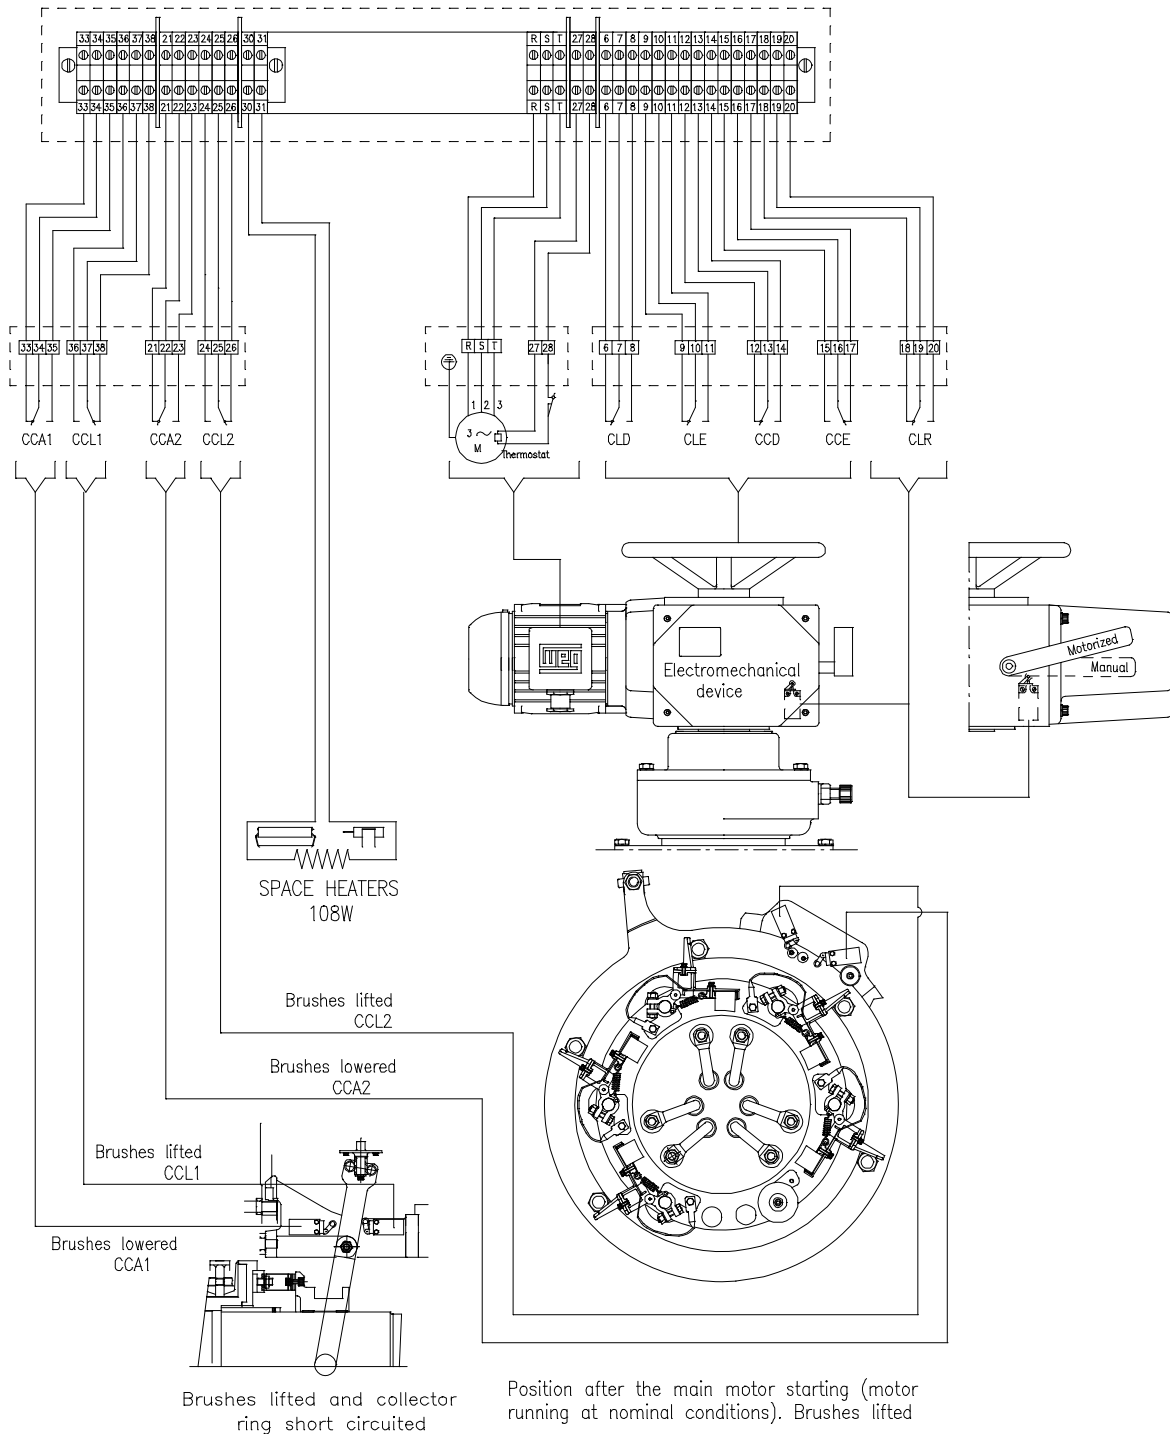 33 34 35 36 37 38 21 22 23 24 25 26 30 31 R S T 27 28 6 7 8 9 10 11 12 13 14 15 16 17 18 19 20
33 34 35 36 37 38 21 22 23 24 25 26 30 31 R S T 27 28 6 7 8 9 10 11 12 13 14 15 16 17 18 19 20
33 34 35 36 37 38 21 22 23 24 25 26 R S T 27 28 6 7 8 9 10 11 12 13 14 15 16 17 18 19 20
1 2 3
CCA1 CCL1 CCA2 CCL2 3 ~ CLD CLE CCD CCE CLR
M
Thermostat
Motorized
Manual
WEG
Electromechanical
device
SPACE HEATERS
108W
Brushes lifted
CCL2
Brushes lowered
CCA2
Brushes lifted
CCL1
Brushes lowered
CCA1
Brushes lifted and collector
ring short circuited
Position after the main motor starting (motor
running at nominal conditions). Brushes lifted